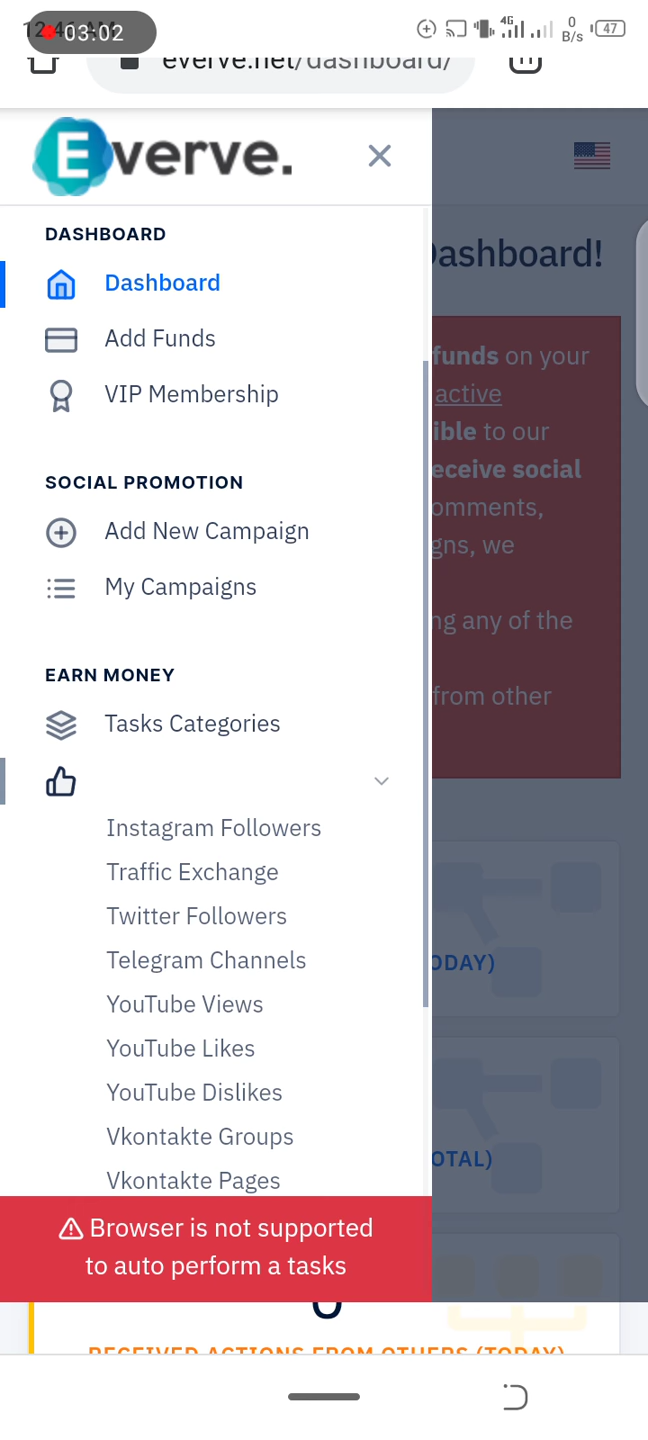 03:02
4G
0
B/s
47
everve.net/dashboard/
Everve.
Dashboard!
DASHBOARD
Dashboard
Add Funds
VIP Membership
funds on your
active
ible to our
eceive social
omments,
gns, we
ng any of the
from other
SOCIAL PROMOTION
Add New Campaign
My Campaigns
EARN MONEY
Tasks Categories
Instagram Followers
Traffic Exchange
Twitter Followers
Telegram Channels
YouTube Views
YouTube Likes
YouTube Dislikes
Vkontakte Groups
Vkontakte Pages
ODAY)
OTAL)
Browser is not supported
to auto perform a tasks
RECEIVED ACTIONS FROM OTHERS (TODAY)